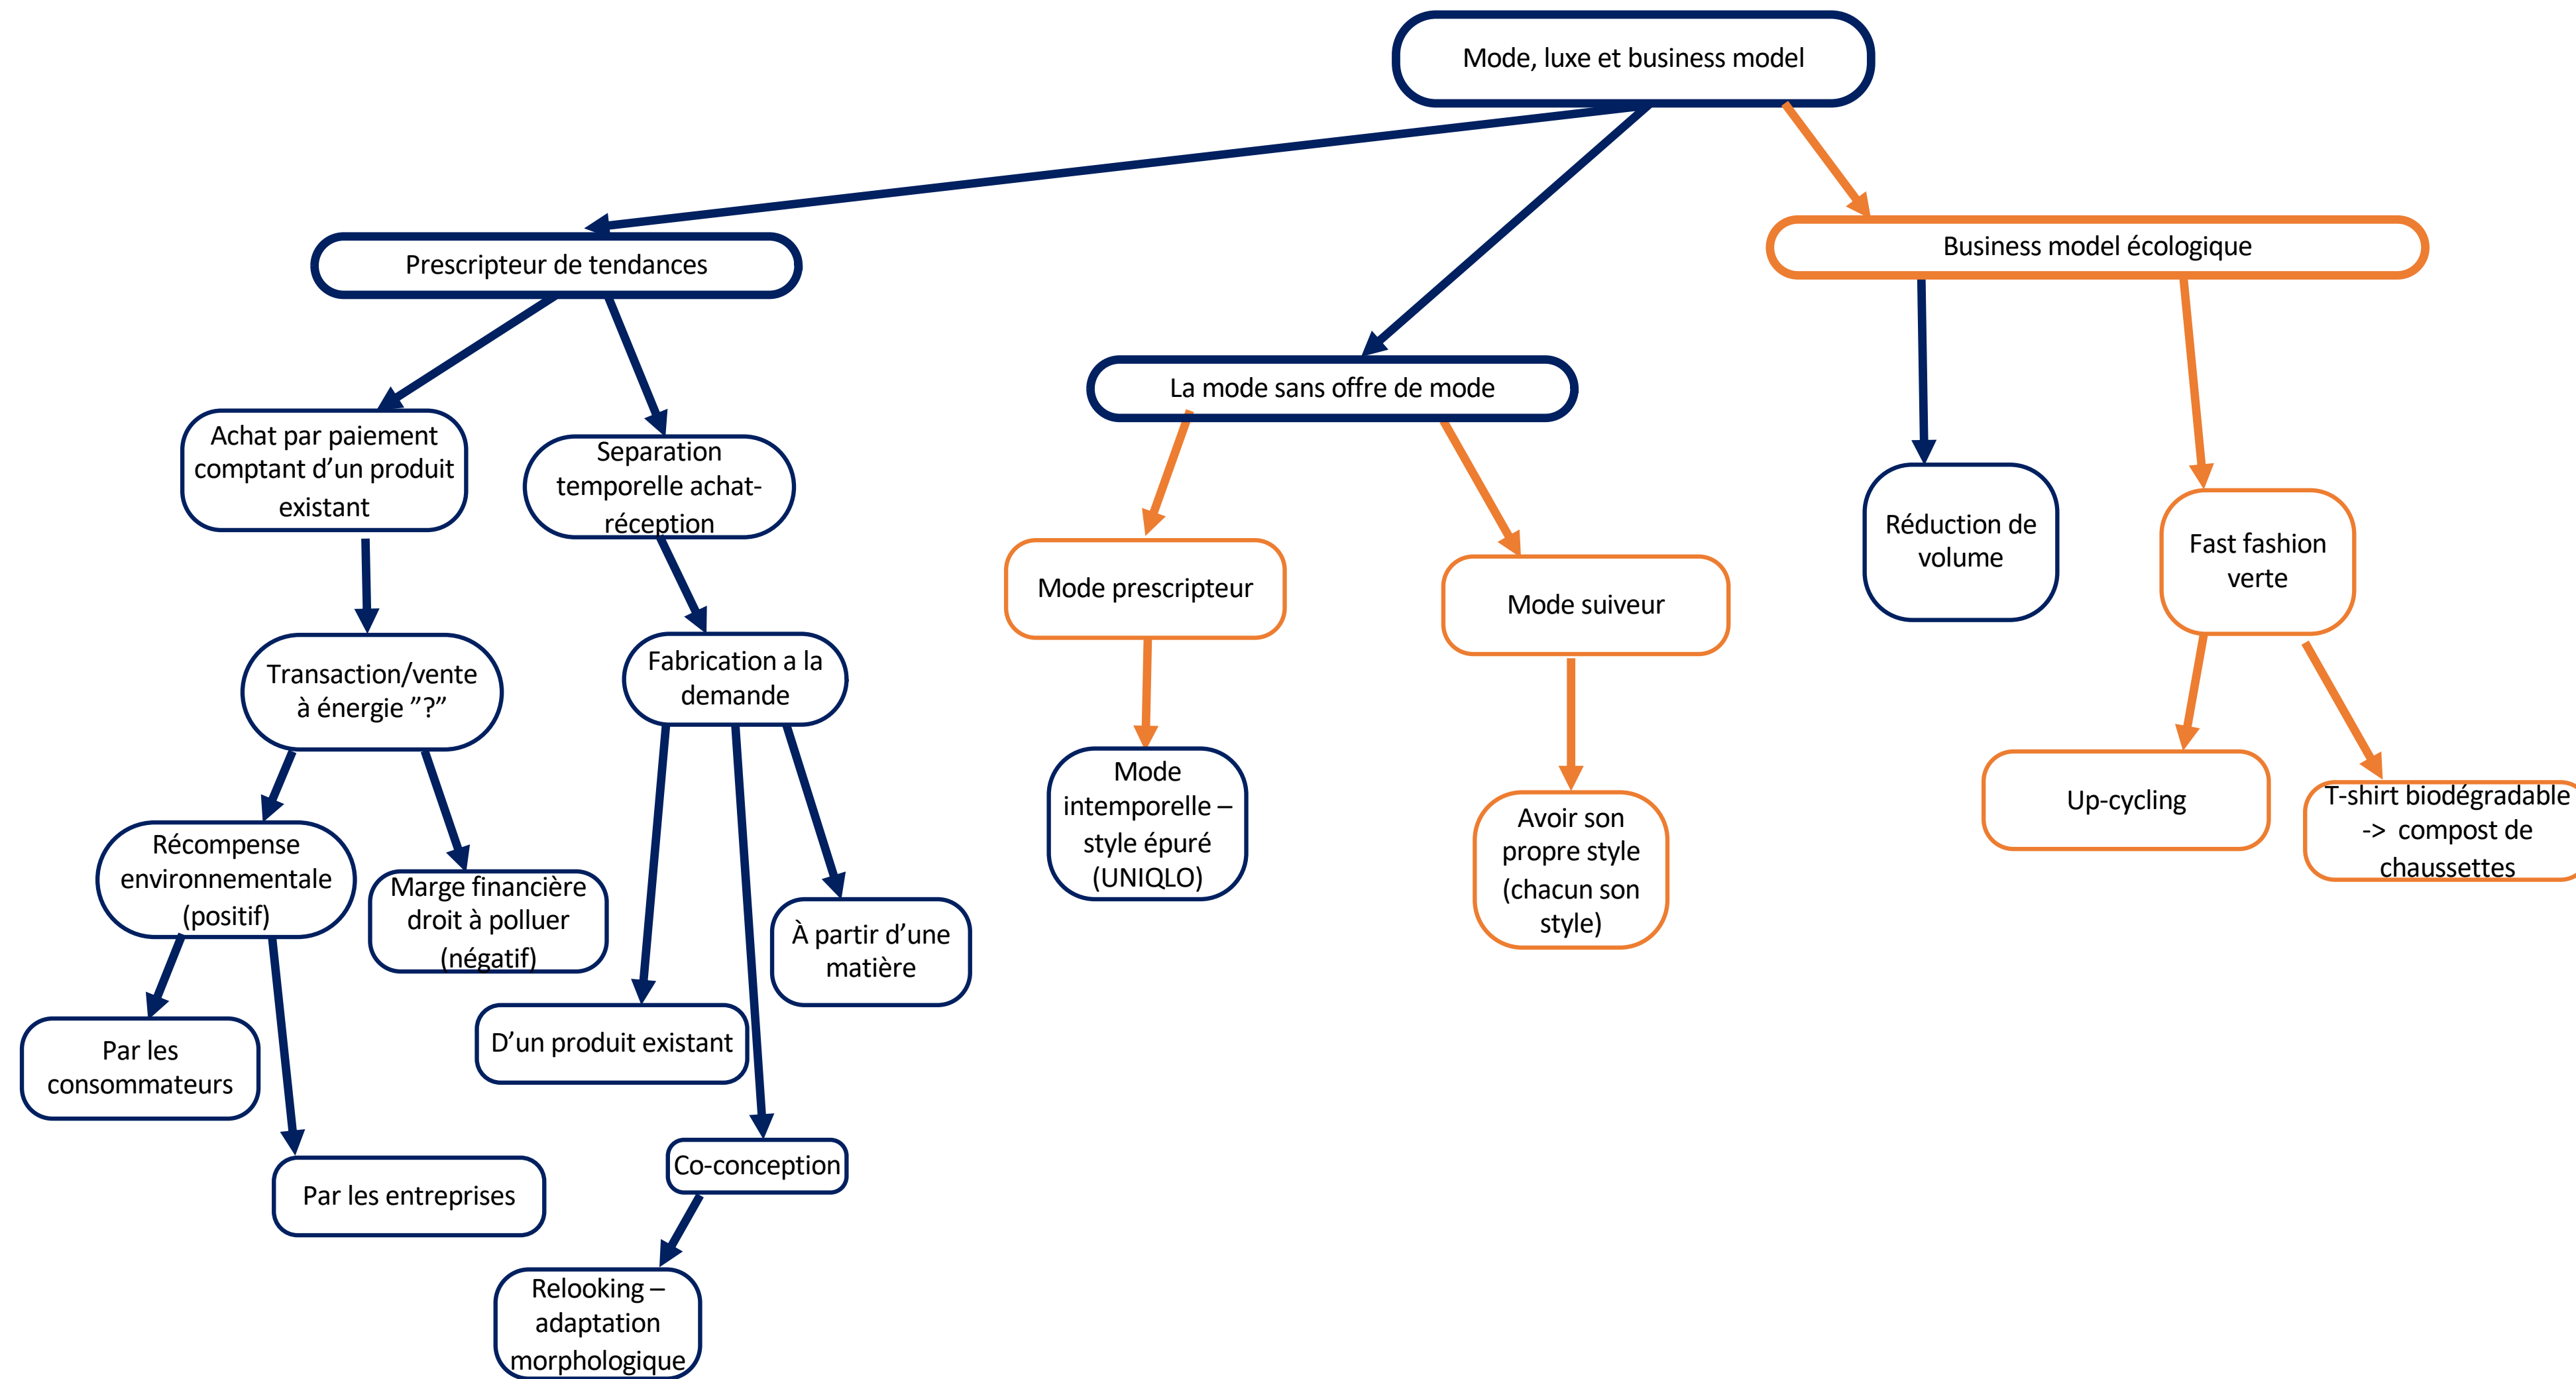 Mode, luxe et business model
Prescripteur de tendances
Business model écologique
La mode sans offre de mode
Achat par paiement
comptant d’un produit
existant
Separation
temporelle achat-
réception
Réduction de
volume
Fast fashion
verte
Mode prescripteur
Mode suiveur
Transaction/vente
à énergie ”?”
Fabrication a la
demande
Mode
intemporelle –
style épuré
(UNIQLO)
Avoir son
propre style
(chacun son
style)
Up-cycling
T-shirt biodégradable
-> compost de
chaussettes
Récompense
environnementale
(positif)
Marge financière
droit à polluer
(négatif)
À partir d’une
matière
Par les
consommateurs
D’un produit existant
Par les entreprises
Co-conception
Relooking –
adaptation
morphologique